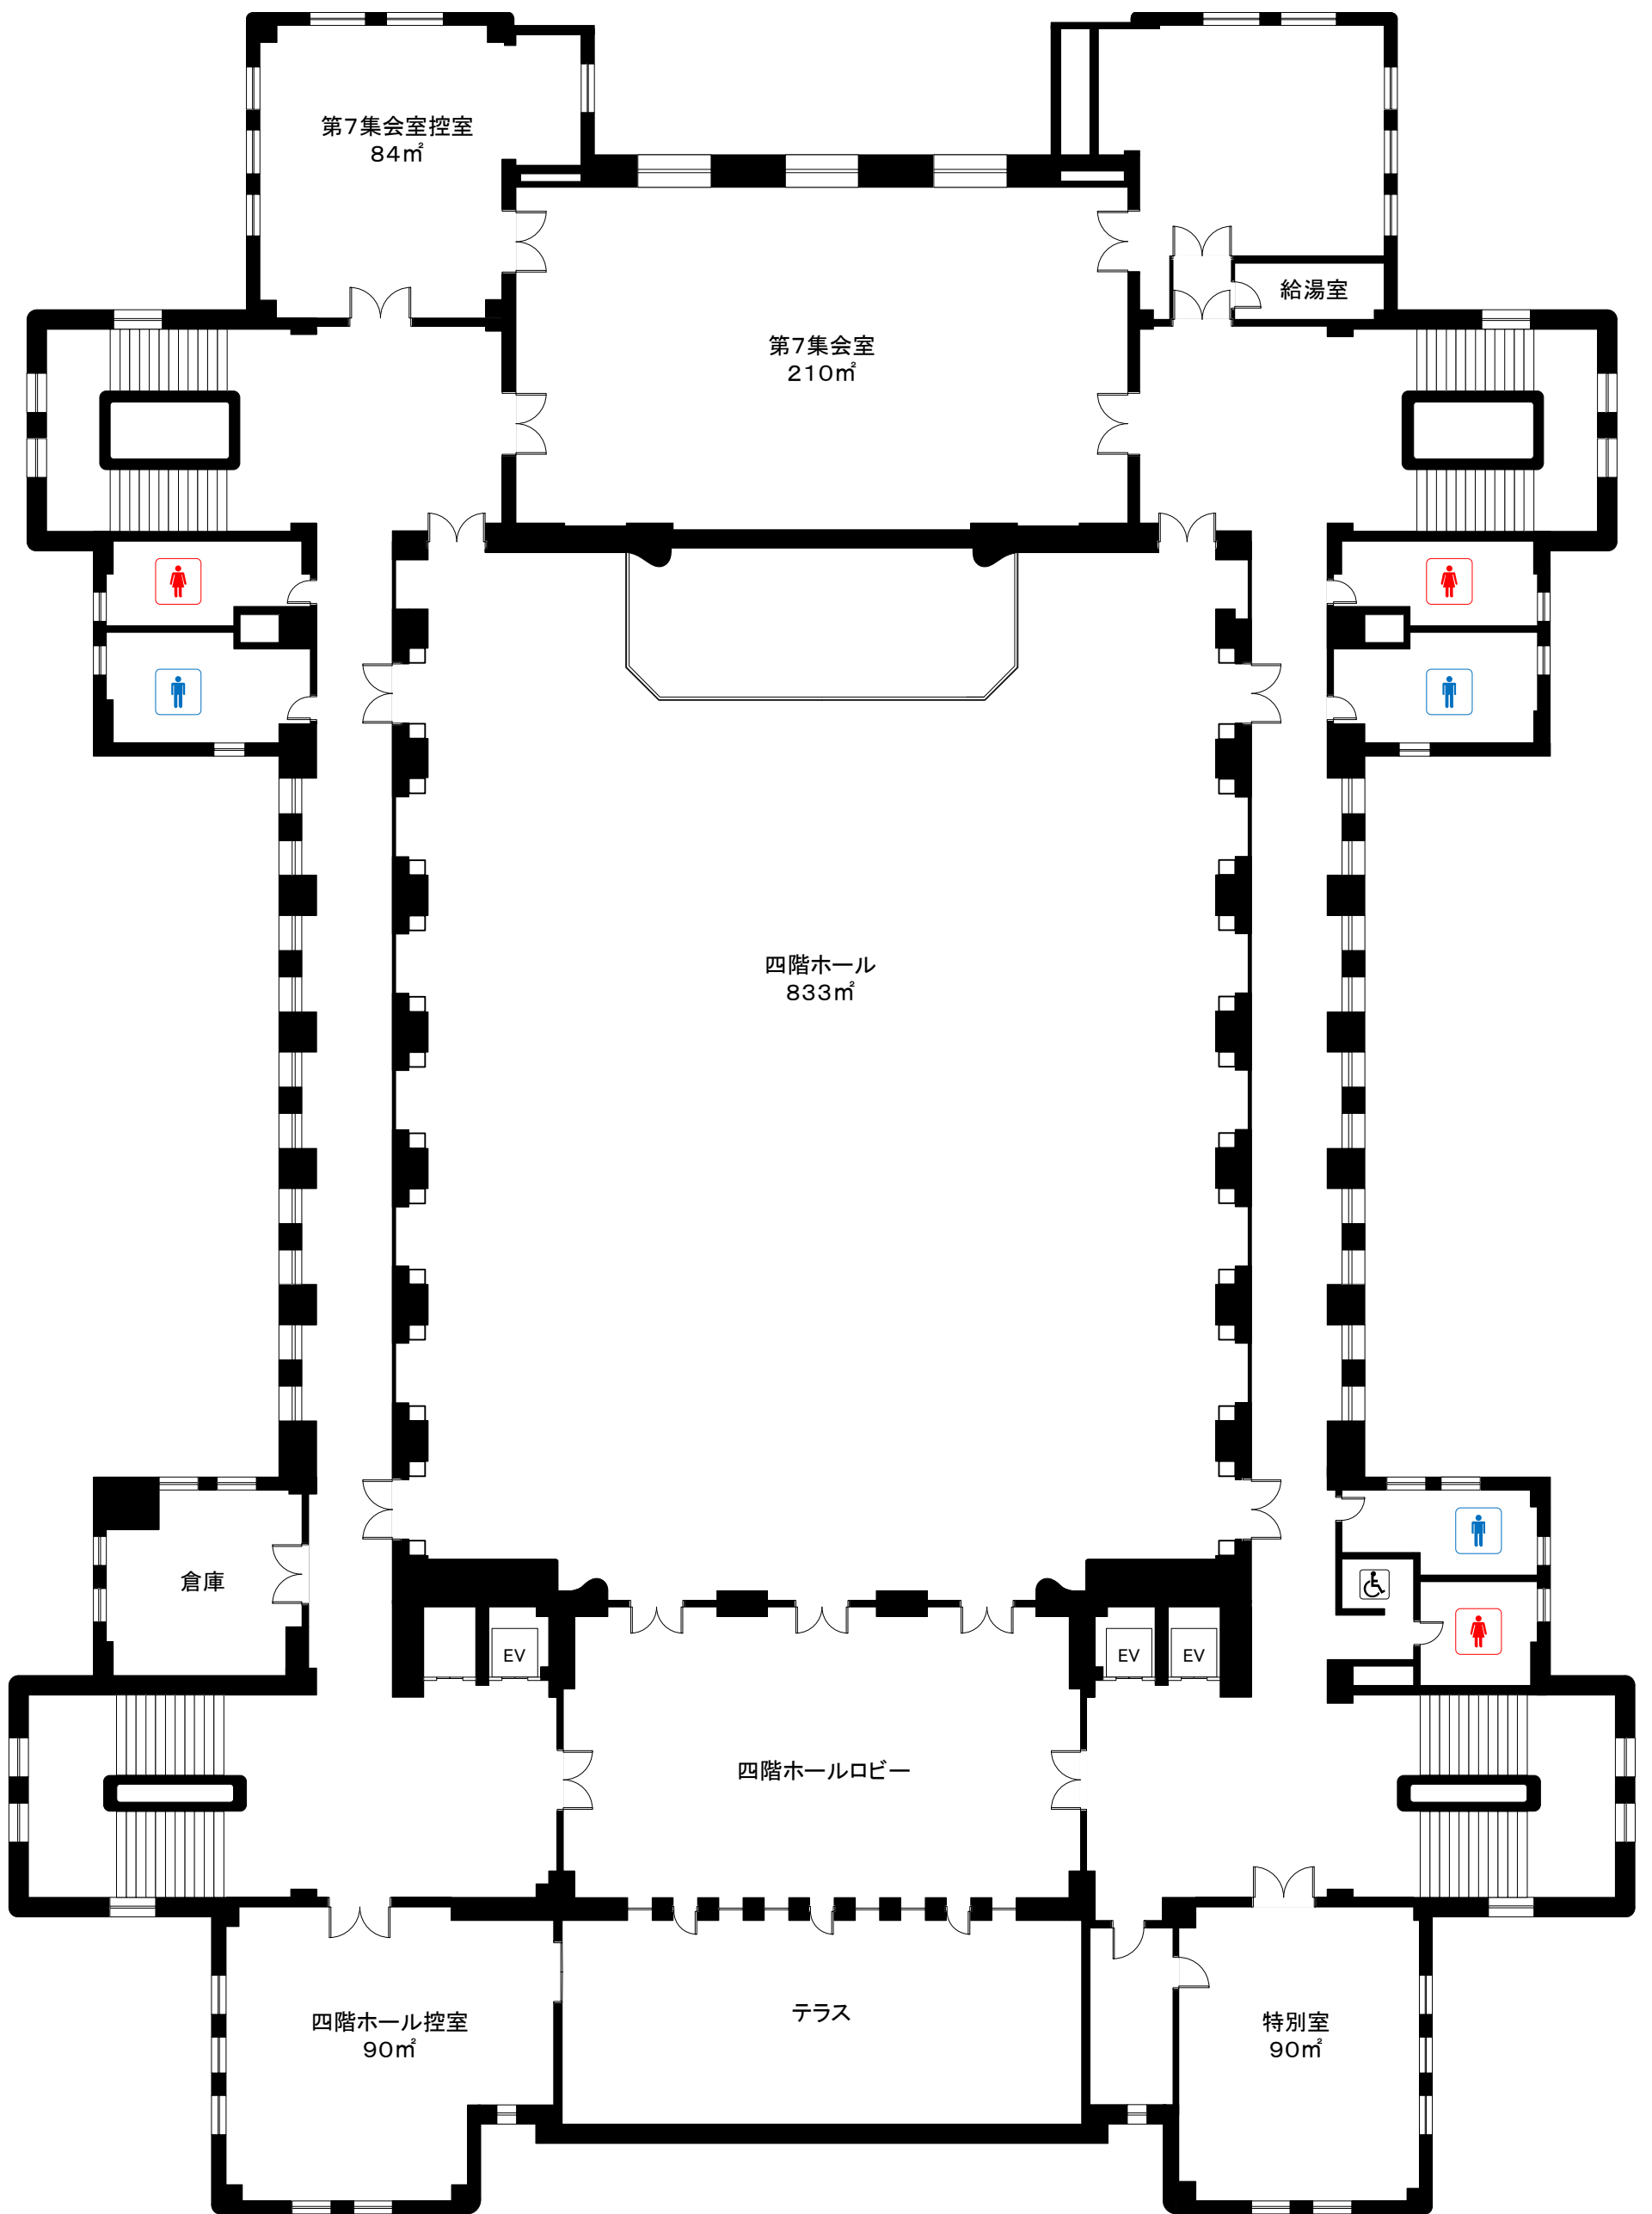 第7集会室控室
84㎡
給湯室
第7集会室
210㎡
四階ホール
833㎡
倉庫
EV
EV
EV
四階ホールロビー
四階ホール控室
90㎡
テラス
特別室
90㎡